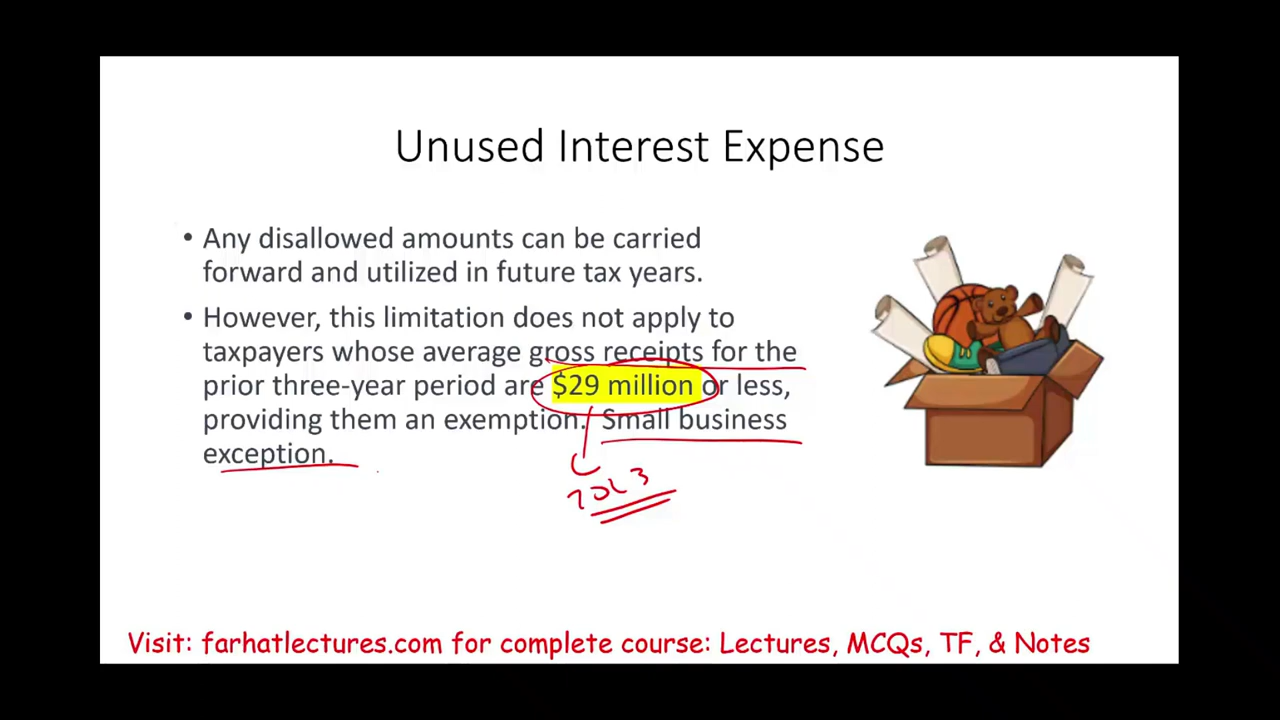 Unused Interest Expense
• Any disallowed amounts can be carried
forward and utilized in future tax years.
• However, this limitation does not apply to
taxpayers whose average gross receipts for the
prior three-year period are $29 million or less,
providing them an exemption. Small business
exception.
2023
Visit: farhatlectures.com for complete course: Lectures, MCQs, TF, & Notes